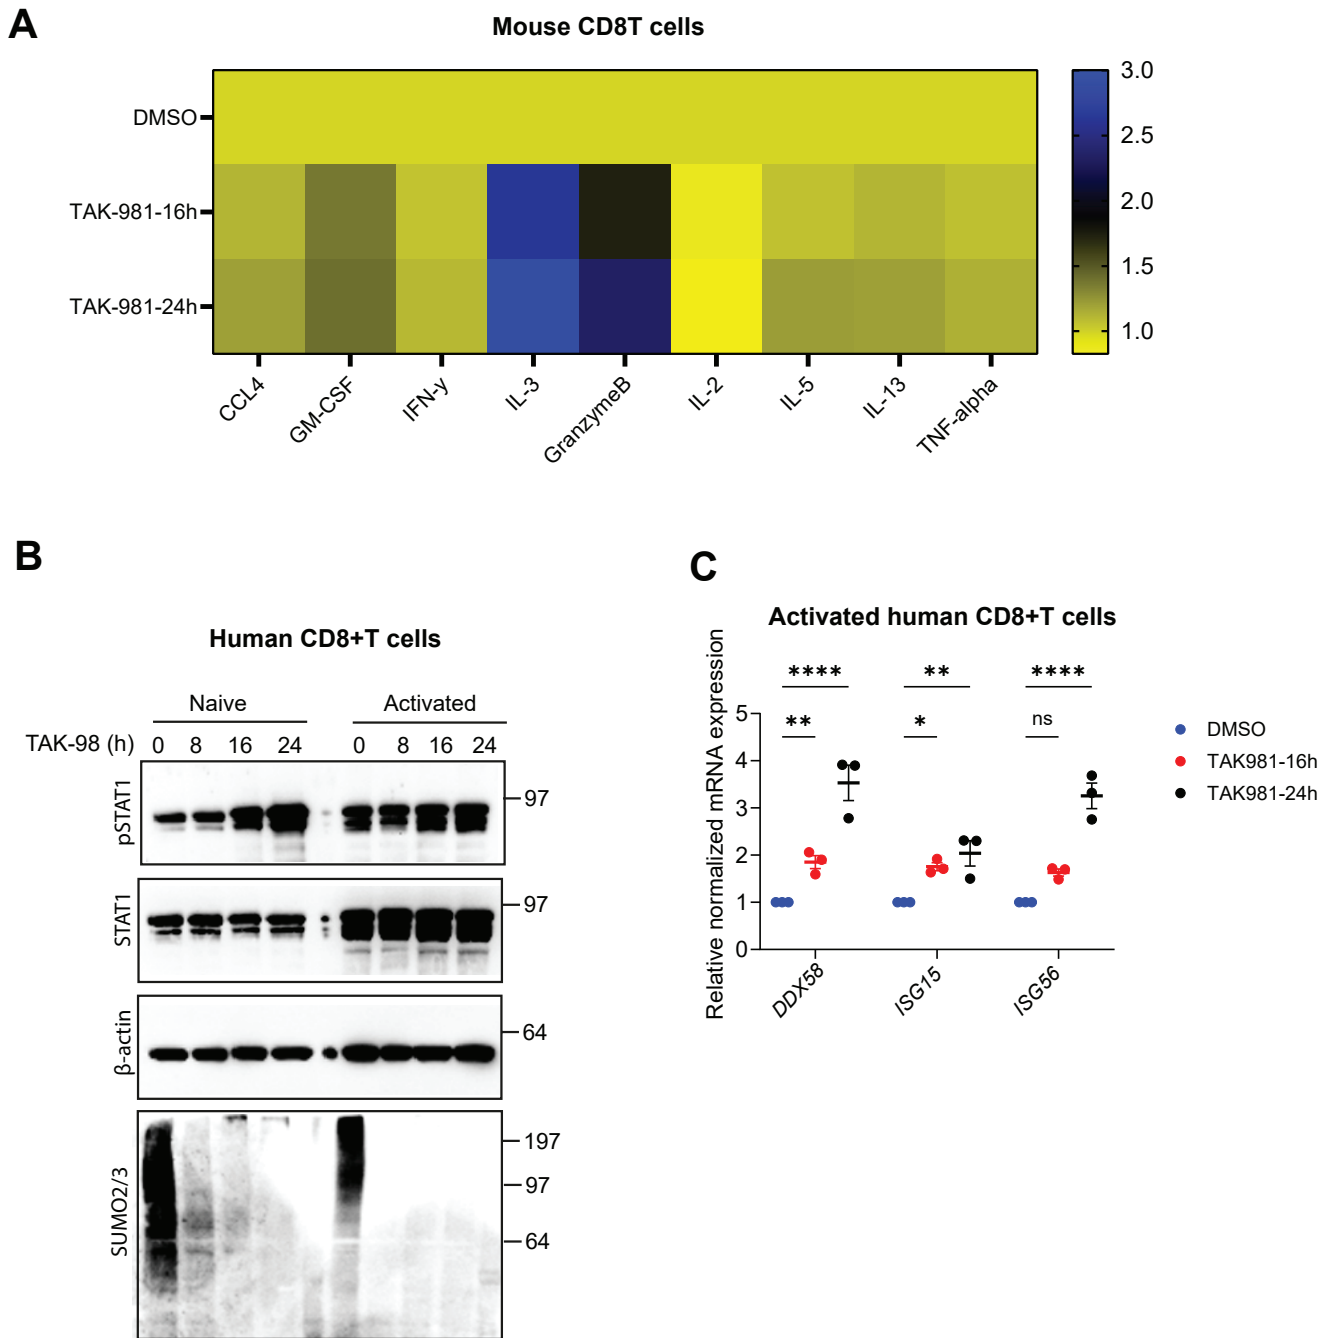 A
Mouse CD8T cells
DMSO
TAK-981-16h
TAK-981-24h
3.0
2.5
2.0
1.5
1.0
CCL4
GM-CSF
IFN-y
IL-3
GranzymeB
IL-2
IL-5
IL-13
TNF-alpha
B
Human CD8+T cells
Naive
Activated
TAK-98 (h)
0 8 16 24 0 8 16 24
pSTAT1
97
STAT1
97
β-actin
64
SUMO2/3
197
97
64
C
Activated human CD8+T cells
Relative normalized mRNA expression
5
4
3
2
1
0
**** ** ****
** * ns
DDX58
ISG15
ISG56
DMSO
TAK981-16h
TAK981-24h